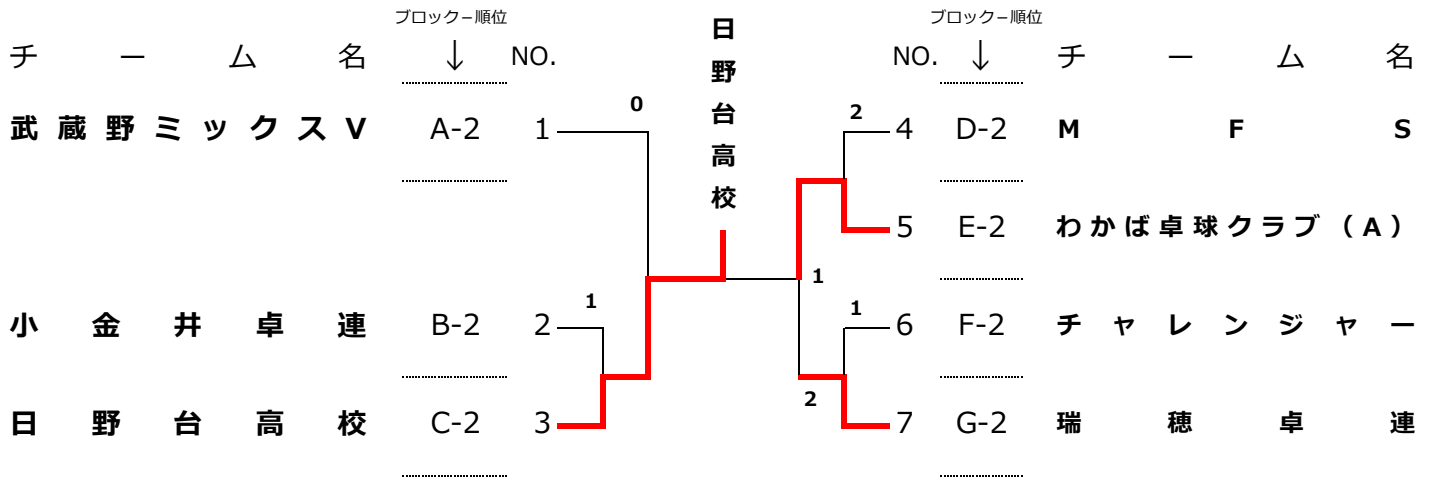 ブロック－順位
チーム名 ↓ NO.
武蔵野ミックスV A-2 1
0
小金井卓連 B-2 2
1
日野台高校 C-2 3
日野台高校
ブロック－順位
NO. ↓ チーム名
2
4 D-2 MFS
5 E-2 わかば卓球クラブ（A）
1
1
6 F-2 チャレンジャー
2
7 G-2 瑞穂卓連